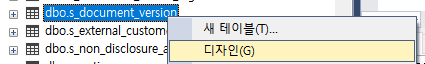 dbo.s_document_version
dbo.s_external_custome
dbo.s_non_disclosure_a
새 테이블(T)...
디자인(G)